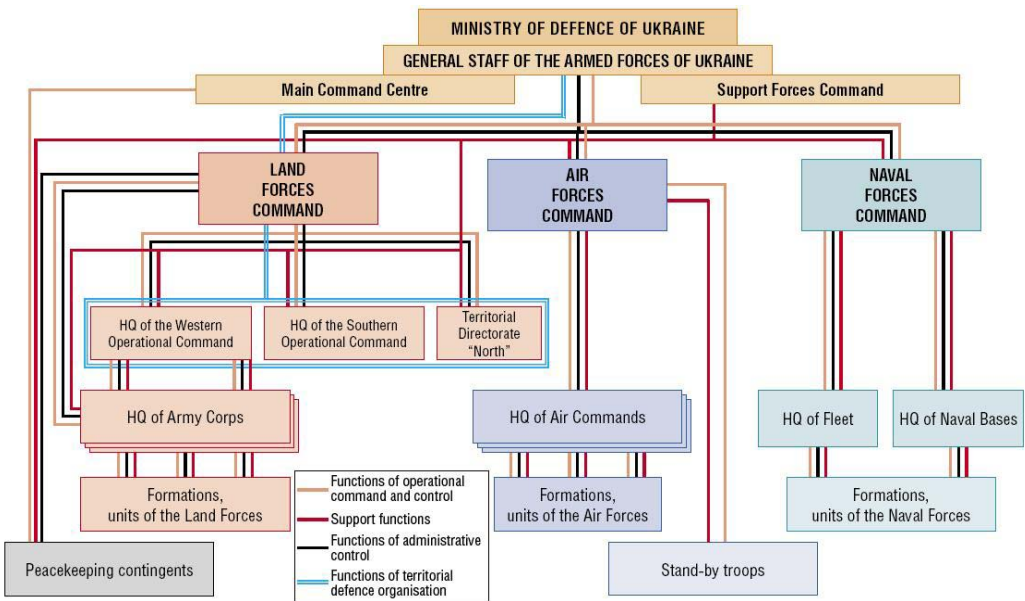 MINISTRY OF DEFENCE OF UKRAINE
GENERAL STAFF OF THE ARMED FORCES OF UKRAINE
Main Command Centre
Support Forces Command
LAND
FORCES
COMMAND
AIR
FORCES
COMMAND
NAVAL
FORCES
COMMAND
HQ of the Western
Operational Command
HQ of the Southern
Operational Command
Territorial
Directorate
“North”
HQ of Army Corps
HQ of Air Commands
HQ of Fleet
HQ of Naval Bases
Formations,
units of the Land Forces
Functions of operational
command and control
Support functions
Functions of administrative
control
Functions of territorial
defence organisation
Formations,
units of the Air Forces
Formations,
units of the Naval Forces
Peacekeeping contingents
Stand-by troops